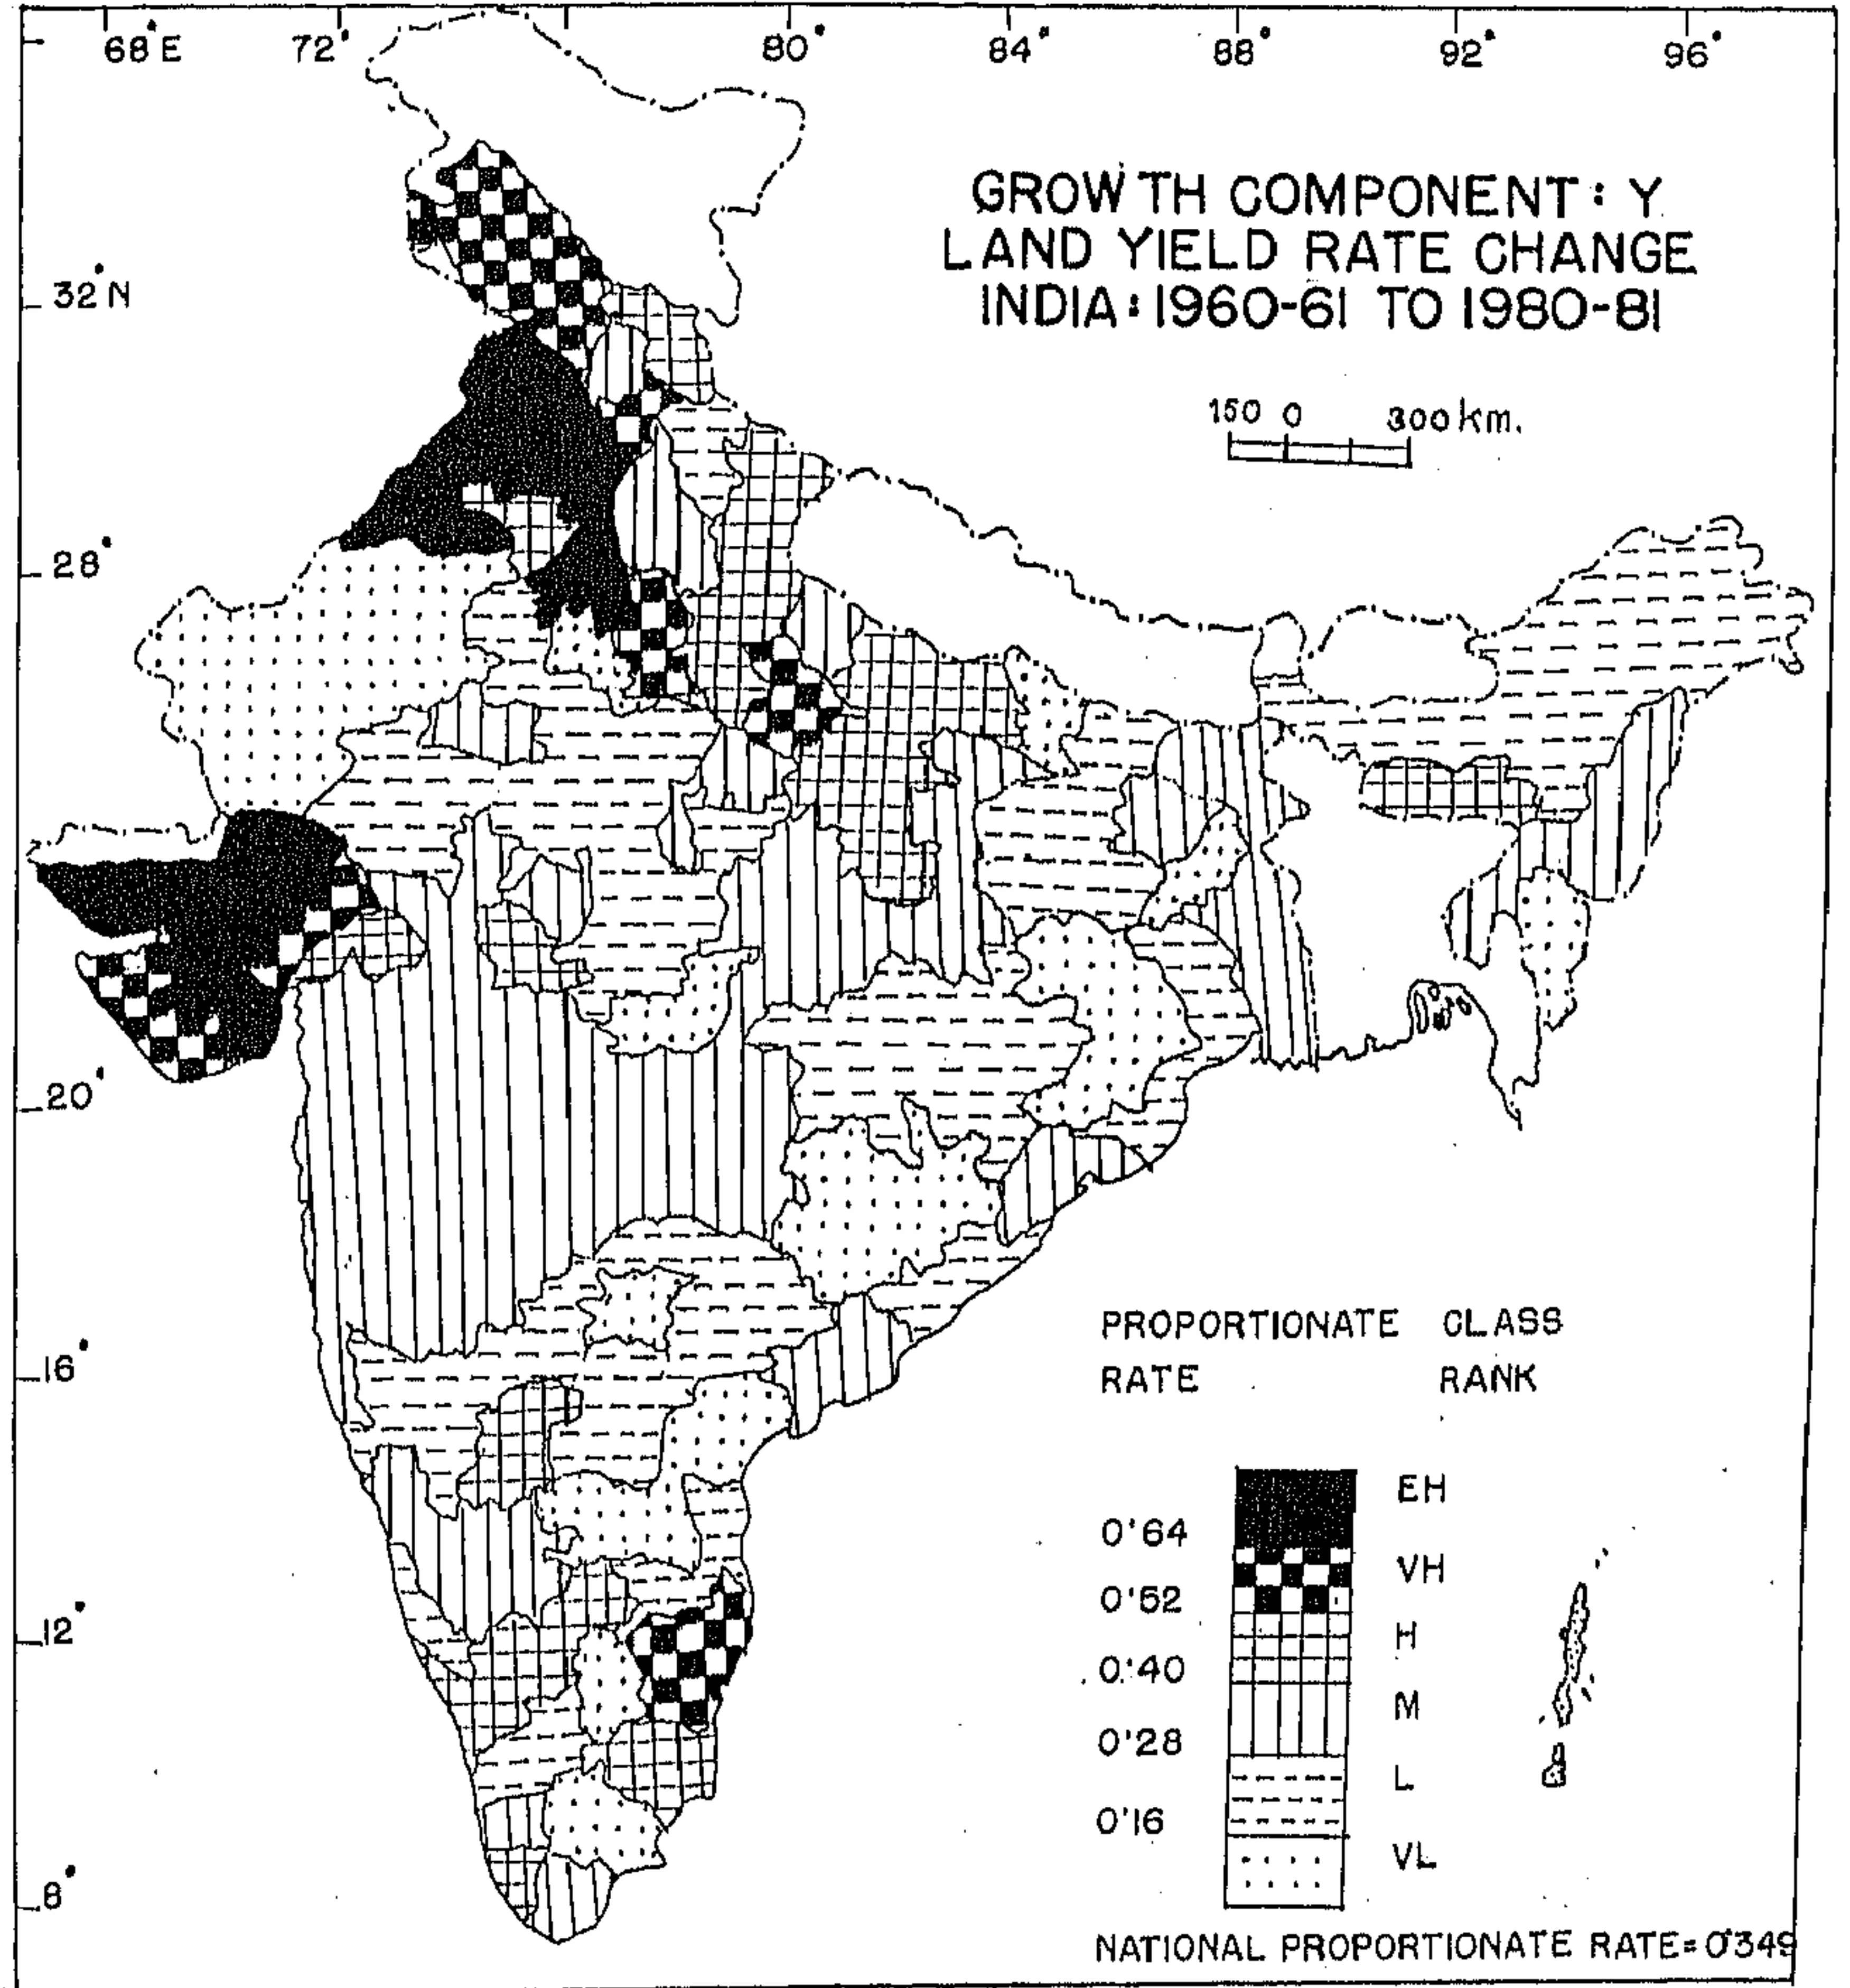 68°E 72° 80° 84° 88° 92° 96°
GROWTH COMPONENT: Y
LAND YIELD RATE CHANGE
INDIA: 1960-61 TO 1980-81
32°N
150 0 300 km.
28°
20°
16°
12°
8°
PROPORTIONATE CLASS
RATE RANK
EH
0'64
VH
0'52
H
0'40
M
0'28
L
0'16
VL
NATIONAL PROPORTIONATE RATE=0'349